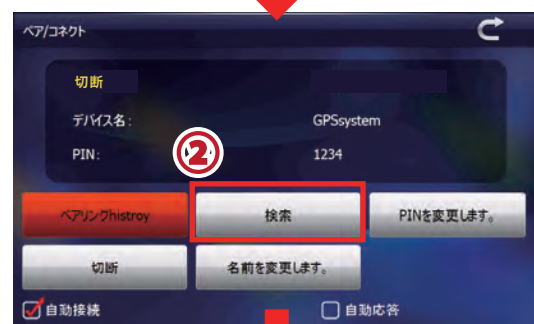 ペア/コネクト
切断
デバイス名: GPSsystem
② PIN: 1234
ペアリングhistroy 検索 PINを変更します。
切断 名前を変更します。
自動接続 自動応答